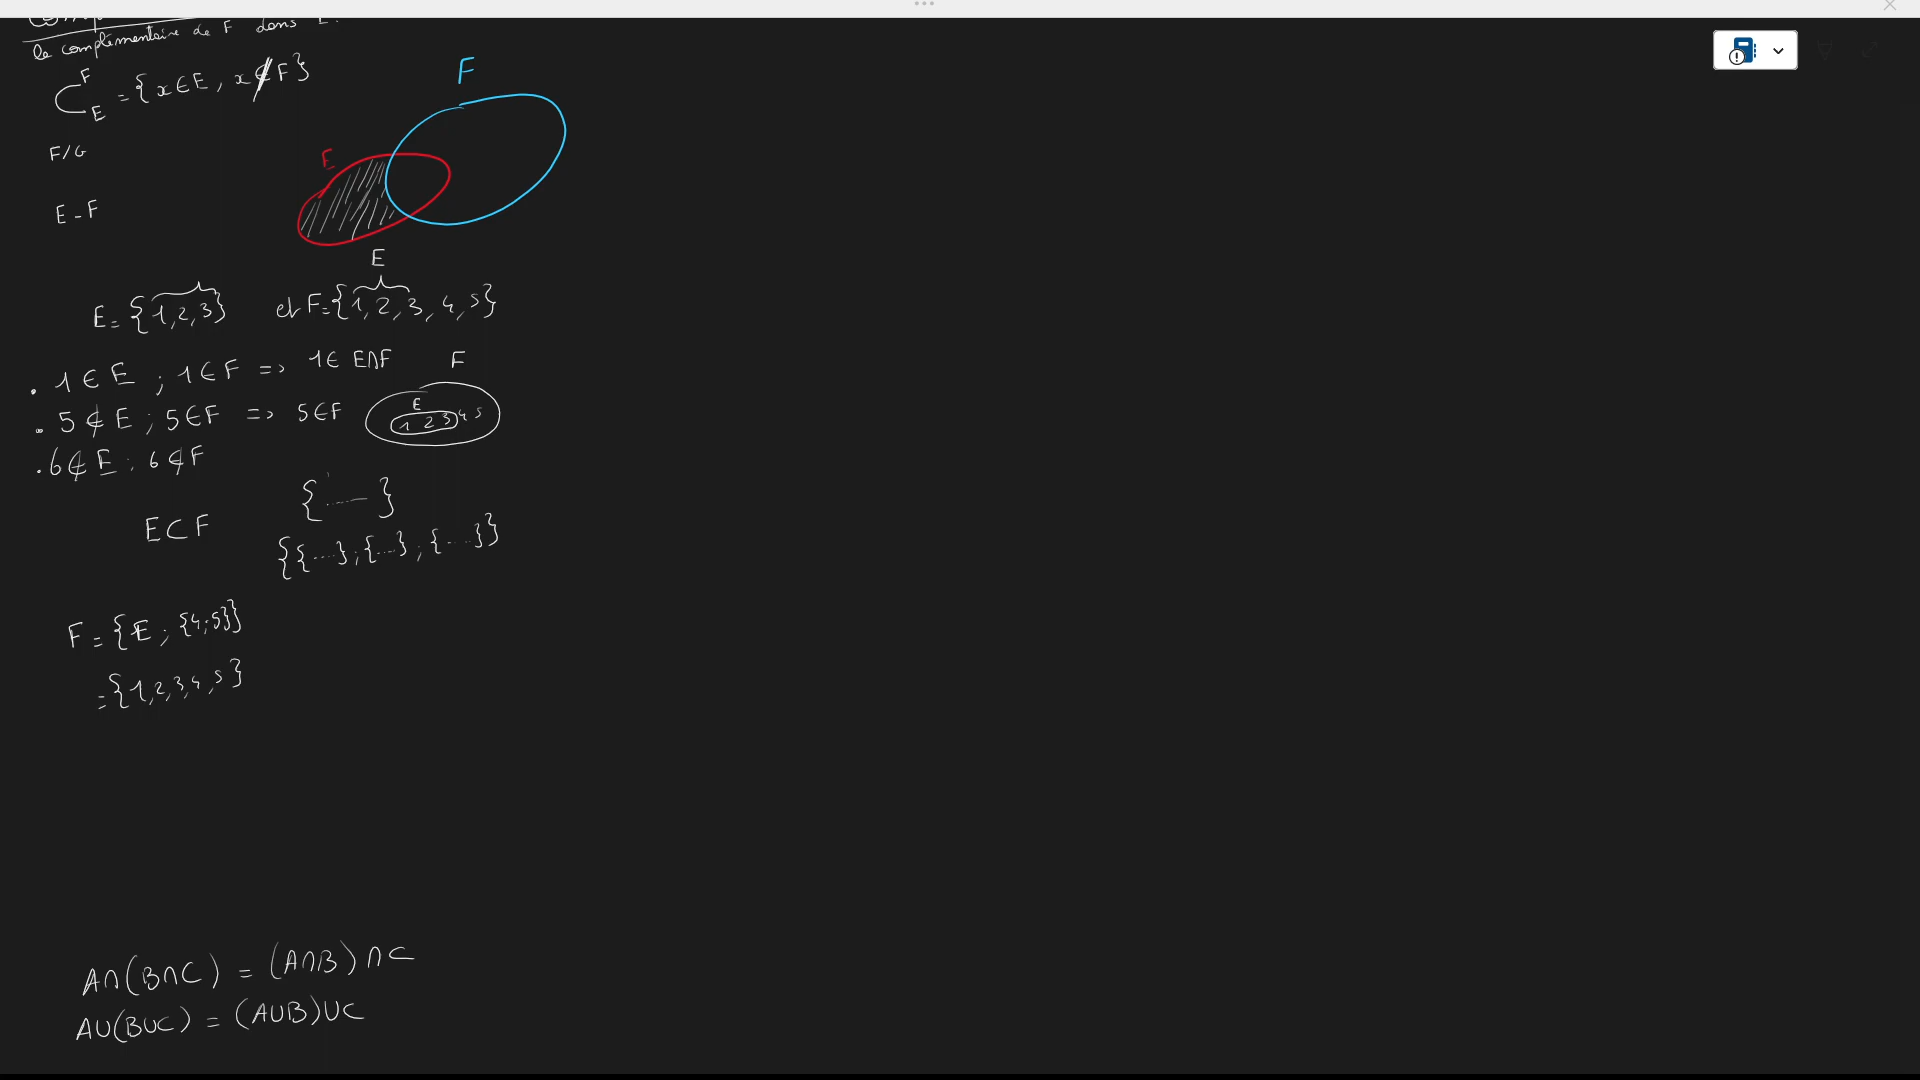 le complémentaire de F dans E.
C_E^F = {x∈E, x∉F}
F
F/G
E
E - F
E
E = {1,2,3} et F = {1,2,3,4,5}
. 1∈E ; 1∈F => 1∈E∩F
F
. 5∉E ; 5∈F => 5∈F
E
1 2 3 4 5
. 6∉E ; 6∉F
{.....}
E⊂F
{{....};{...};{.....}}
F = {E ; {4;5}}
= {1,2,3,4,5}
A∩(B∩C) = (A∩B)∩C
A∪(B∪C) = (A∪B)∪C